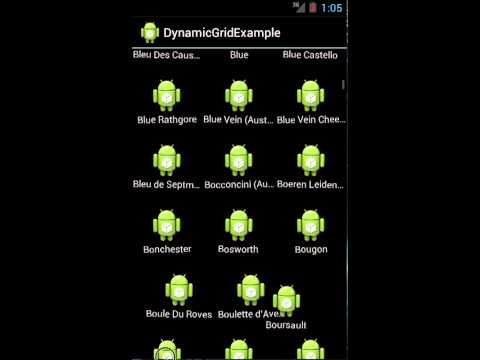 3G 1:05
DynamicGridExample
Bleu Des Caus... Blue Blue Castello
Blue Rathgore Blue Vein (Aust... Blue Vein Chee...
Bleu de Septm... Bocconcini (Au... Boeren Leiden...
Bonchester Bosworth Bougon
Boule Du Roves Boulette d'Ave
Boursault